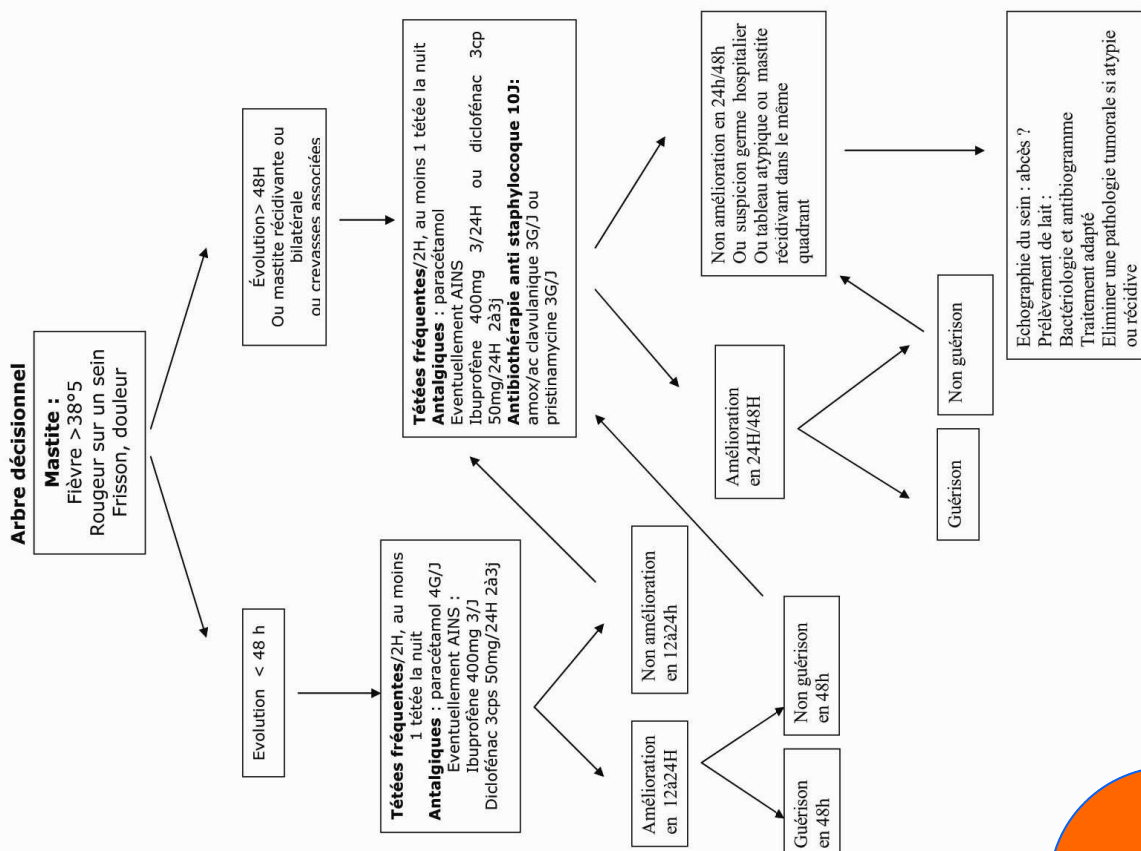 Arbre décisionnel
Mastite :
Fièvre >38°5
Rougeur sur un sein
Frisson, douleur
Evolution < 48 h
Évolution> 48H
Ou mastite récidivante ou
bilatérale
ou crevasses associées
Tétées fréquentes/2H, au moins
1 tétée la nuit
Antalgiques : paracétamol 4G/J
Eventuellement AINS :
Ibuprofène 400mg 3/J
Diclofénac 3cps 50mg/24H 2à3j
Tétées fréquentes/2H, au moins 1 tétée la nuit
Antalgiques : paracétamol
Eventuellement AINS
Ibuprofène 400mg 3/24H ou diclofénac 3cp
50mg/24H 2à3j
Antibiothérapie anti staphylocoque 10J:
amox/ac clavulanique 3G/J ou
pristinamycine 3G/J
Amélioration
en 12à24H
Non amélioration
en 12à24h
Guérison
en 48h
Non guérison
en 48h
Amélioration
en 24H/48H
Non amélioration en 24h/48h
Ou suspicion germe hospitalier
Ou tableau atypique ou mastite
récidivant dans le même
quadrant
Guérison
Non guérison
Echographie du sein : abcès ?
Prélèvement de lait :
Bactériologie et antibiogramme
Traitement adapté
Eliminer une pathologie tumorale si atypie
ou récidive